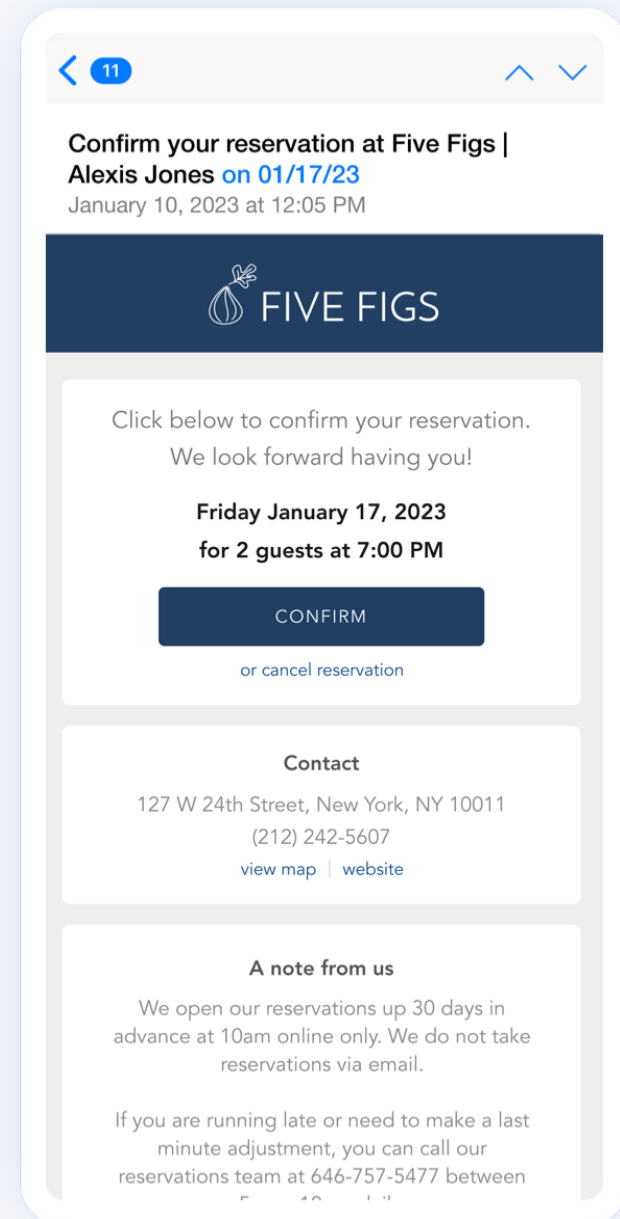 11
Confirm your reservation at Five Figs |
Alexis Jones on 01/17/23
January 10, 2023 at 12:05 PM
FIVE FIGS
Click below to confirm your reservation.
We look forward having you!
Friday January 17, 2023
for 2 guests at 7:00 PM
CONFIRM
or cancel reservation
Contact
127 W 24th Street, New York, NY 10011
(212) 242-5607
view map | website
A note from us
We open our reservations up 30 days in
advance at 10am online only. We do not take
reservations via email.
If you are running late or need to make a last
minute adjustment, you can call our
reservations team at 646-757-5477 between